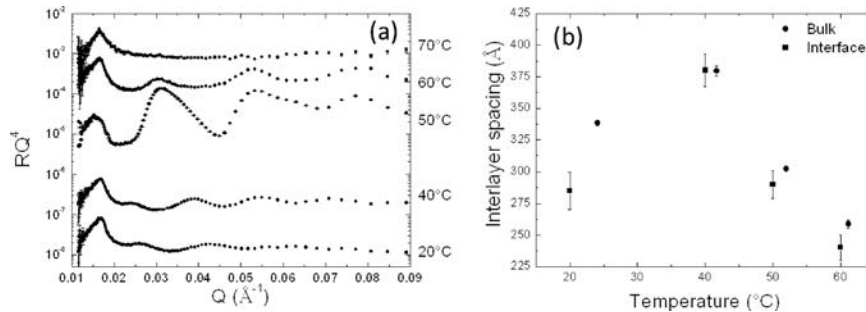 (a)
10⁻²
10⁻³
10⁻⁴
10⁻⁵
10⁻⁶
10⁻⁷
10⁻⁸
RQ⁴
70°C
60°C
50°C
40°C
20°C
0.01 0.02 0.03 0.04 0.05 0.06 0.07 0.08 0.09
Q (Å⁻¹)
(b)
Bulk
Interface
425
400
375
350
325
300
275
250
225
Interlayer spacing (Å)
20 30 40 50 60
Temperature (°C)